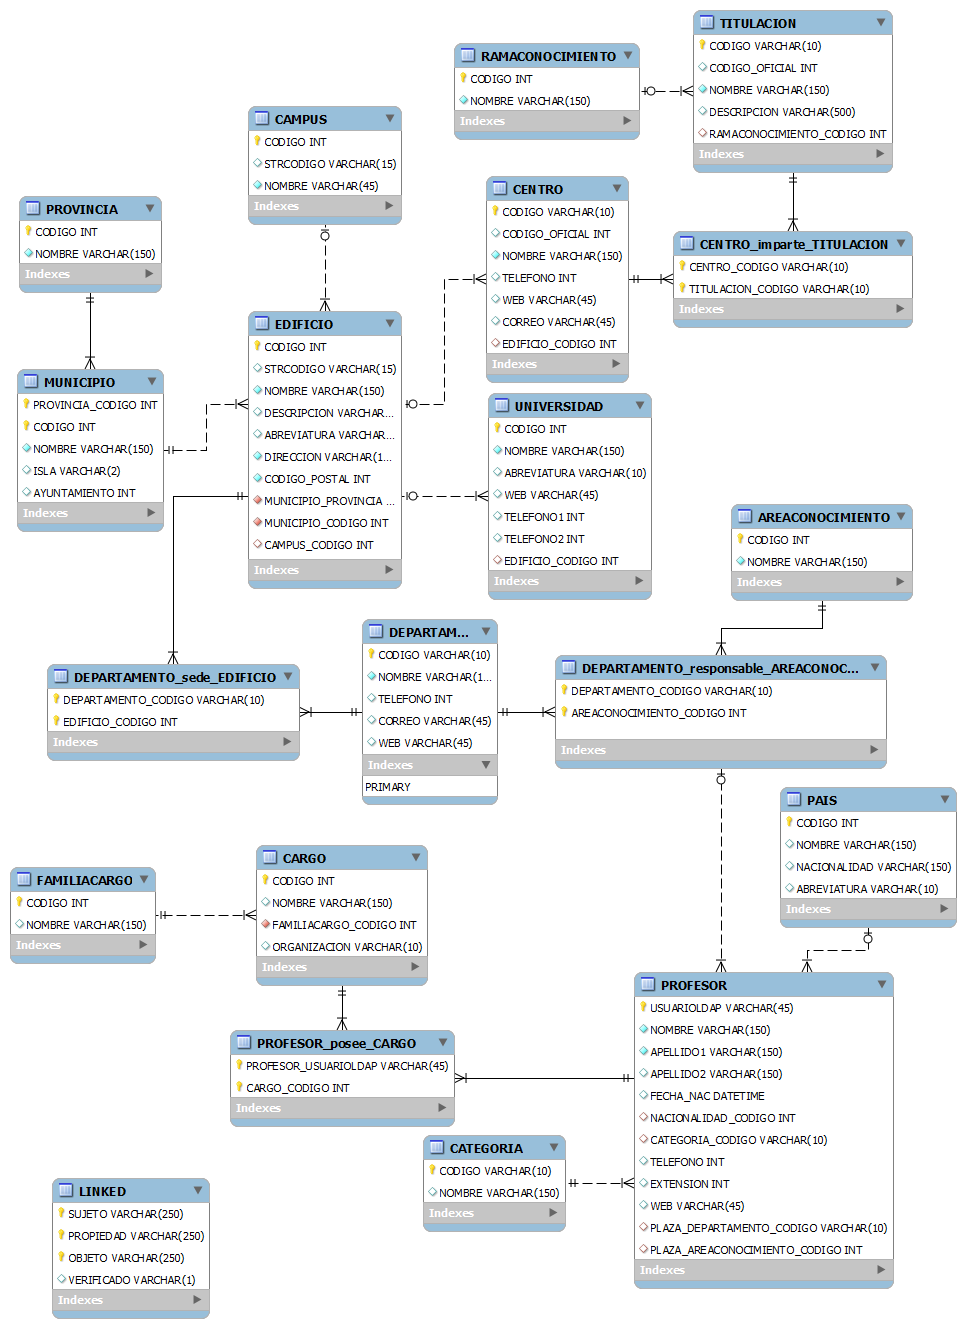 TITULACION
CODIGO VARCHAR(10)
CODIGO_OFICIAL INT
NOMBRE VARCHAR(150)
DESCRIPCION VARCHAR(500)
RAMACONOCIMIENTO_CODIGO INT
Indexes
RAMACONOCIMIENTO
CODIGO INT
NOMBRE VARCHAR(150)
Indexes
CAMPUS
CODIGO INT
STRCODIGO VARCHAR(15)
NOMBRE VARCHAR(45)
Indexes
CENTRO
CODIGO VARCHAR(10)
CODIGO_OFICIAL INT
NOMBRE VARCHAR(150)
TELEFONO INT
WEB VARCHAR(45)
CORREO VARCHAR(45)
EDIFICIO_CODIGO INT
Indexes
PROVINCIA
CODIGO INT
NOMBRE VARCHAR(150)
Indexes
CENTRO_imparte_TITULACION
CENTRO_CODIGO VARCHAR(10)
TITULACION_CODIGO VARCHAR(10)
Indexes
EDIFICIO
CODIGO INT
STRCODIGO VARCHAR(15)
NOMBRE VARCHAR(150)
DESCRIPCION VARCHAR...
ABREVIATURA VARCHAR...
DIRECCION VARCHAR(1...
CODIGO_POSTAL INT
MUNICIPIO_PROVINCIA ...
MUNICIPIO_CODIGO INT
CAMPUS_CODIGO INT
Indexes
MUNICIPIO
PROVINCIA_CODIGO INT
CODIGO INT
NOMBRE VARCHAR(150)
ISLA VARCHAR(2)
AYUNTAMIENTO INT
Indexes
UNIVERSIDAD
CODIGO INT
NOMBRE VARCHAR(150)
ABREVIATURA VARCHAR(10)
WEB VARCHAR(45)
TELEFONO1 INT
TELEFONO2 INT
EDIFICIO_CODIGO INT
Indexes
AREACONOCIMIENTO
CODIGO INT
NOMBRE VARCHAR(150)
Indexes
DEPARTAM...
CODIGO VARCHAR(10)
NOMBRE VARCHAR(1...
TELEFONO INT
CORREO VARCHAR(45)
WEB VARCHAR(45)
Indexes
PRIMARY
DEPARTAMENTO_sede_EDIFICIO
DEPARTAMENTO_CODIGO VARCHAR(10)
EDIFICIO_CODIGO INT
Indexes
DEPARTAMENTO_responsable_AREACONOC...
DEPARTAMENTO_CODIGO VARCHAR(10)
AREACONOCIMIENTO_CODIGO INT
Indexes
PAIS
CODIGO INT
NOMBRE VARCHAR(150)
NACIONALIDAD VARCHAR(150)
ABREVIATURA VARCHAR(10)
Indexes
CARGO
CODIGO INT
NOMBRE VARCHAR(150)
FAMILIACARGO_CODIGO INT
ORGANIZACION VARCHAR(10)
Indexes
FAMILIACARGO
CODIGO INT
NOMBRE VARCHAR(150)
Indexes
PROFESOR
USUARIOLDAP VARCHAR(45)
NOMBRE VARCHAR(150)
APELLIDO1 VARCHAR(150)
APELLIDO2 VARCHAR(150)
FECHA_NAC DATETIME
NACIONALIDAD_CODIGO INT
CATEGORIA_CODIGO VARCHAR(10)
TELEFONO INT
EXTENSION INT
WEB VARCHAR(45)
PLAZA_DEPARTAMENTO_CODIGO VARCHAR(10)
PLAZA_AREACONOCIMIENTO_CODIGO INT
Indexes
PROFESOR_posee_CARGO
PROFESOR_USUARIOLDAP VARCHAR(45)
CARGO_CODIGO INT
Indexes
CATEGORIA
CODIGO VARCHAR(10)
NOMBRE VARCHAR(150)
Indexes
LINKED
SUJETO VARCHAR(250)
PROPIEDAD VARCHAR(250)
OBJETO VARCHAR(250)
VERIFICADO VARCHAR(1)
Indexes